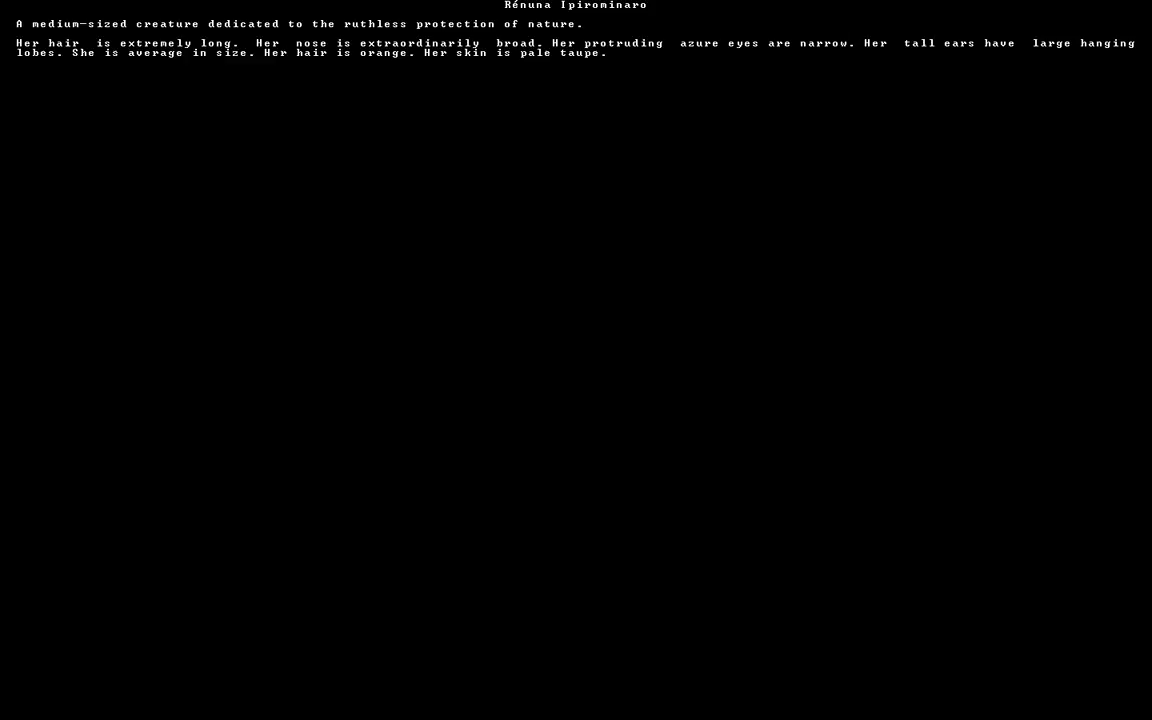 Rénuna Ipirominaro
A medium-sized creature dedicated to the ruthless protection of nature.
Her hair  is extremely long.  Her  nose is extraordinarily  broad. Her protruding  azure eyes are narrow. Her  tall ears have  large hanging
lobes. She is average in size. Her hair is orange. Her skin is pale taupe.